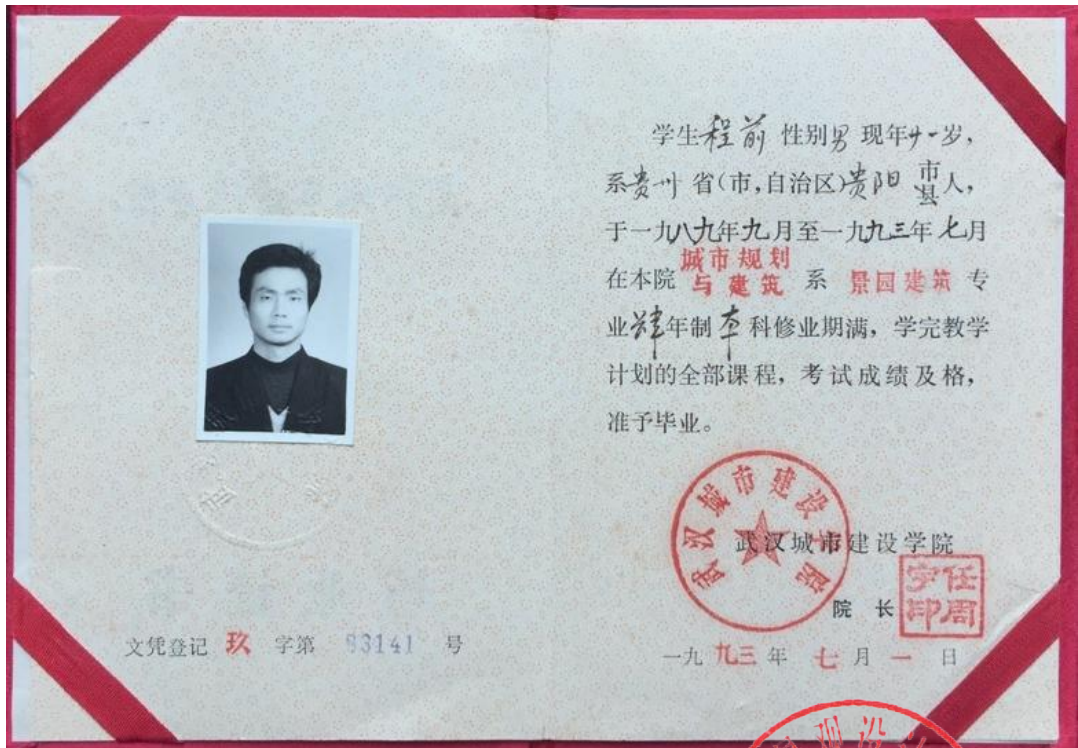 学生程前 性别男 现年廿一岁，
系贵州 省(市,自治区)贵阳 市县人，
于一九八九年九月至一九九三年七月
在本院 城市规划与建筑 系 景园建筑 专
业肆年制本科修业期满，学完教学
计划的全部课程，考试成绩及格，
准予毕业。
武汉城市建设学院
武汉城市建设学院
院 长
任周宁印
一九九三年 七月 一 日
文凭登记 玖 字第 93141 号
观设